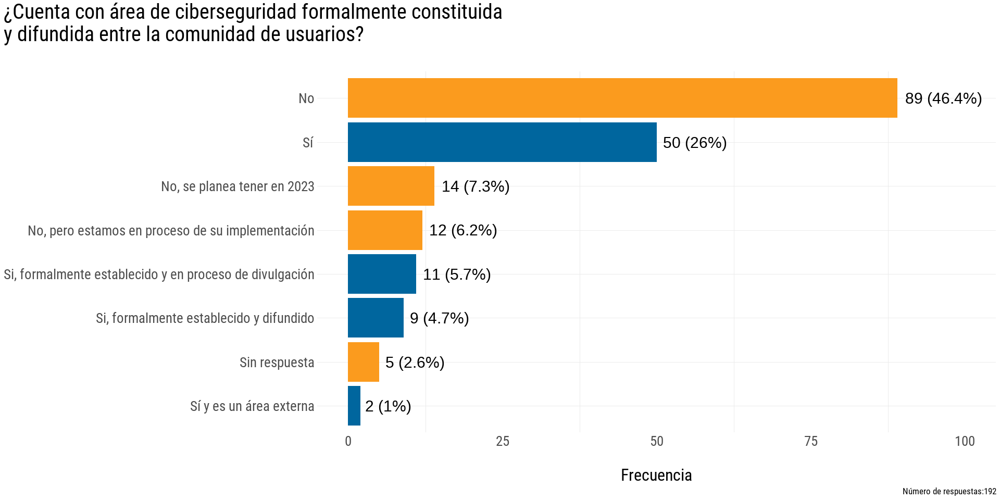 ¿Cuenta con área de ciberseguridad formalmente constituida
y difundida entre la comunidad de usuarios?
No 89 (46.4%)
Sí 50 (26%)
No, se planea tener en 2023 14 (7.3%)
No, pero estamos en proceso de su implementación 12 (6.2%)
Si, formalmente establecido y en proceso de divulgación 11 (5.7%)
Si, formalmente establecido y difundido 9 (4.7%)
Sin respuesta 5 (2.6%)
Sí y es un área externa 2 (1%)
0 25 50 75 100
Frecuencia
Número de respuestas:192